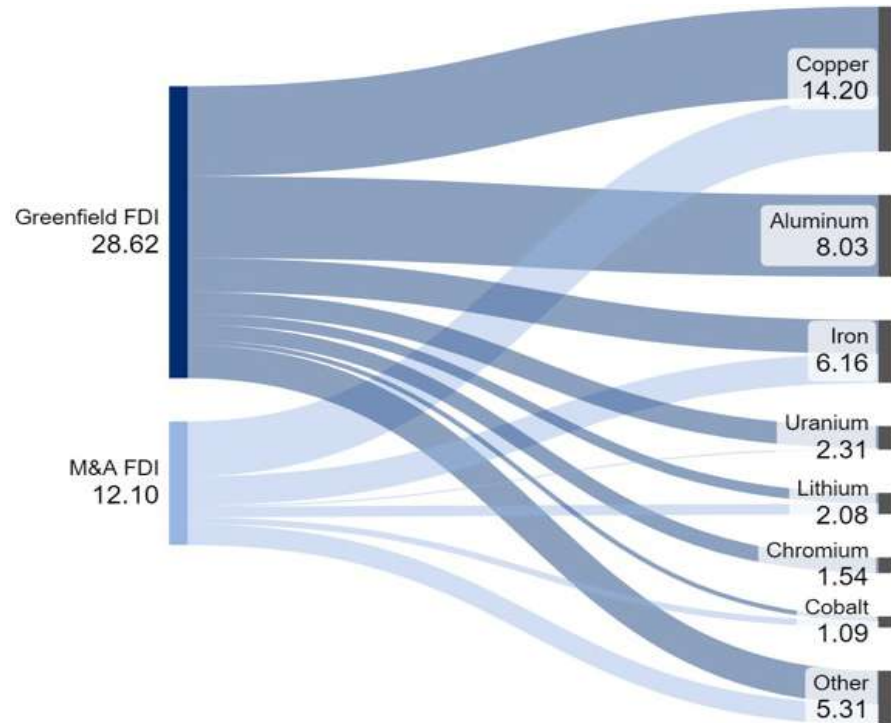 Greenfield FDI
28.62
M&A FDI
12.10
Copper
14.20
Aluminum
8.03
Iron
6.16
Uranium
2.31
Lithium
2.08
Chromium
1.54
Cobalt
1.09
Other
5.31